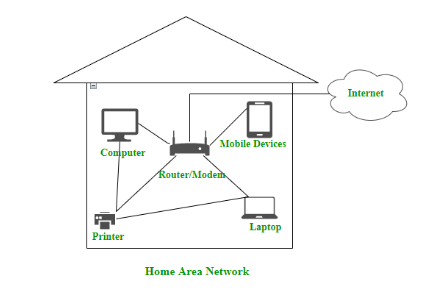 Internet
Computer
Mobile Devices
Router/Modem
Printer
Laptop
Home Area Network